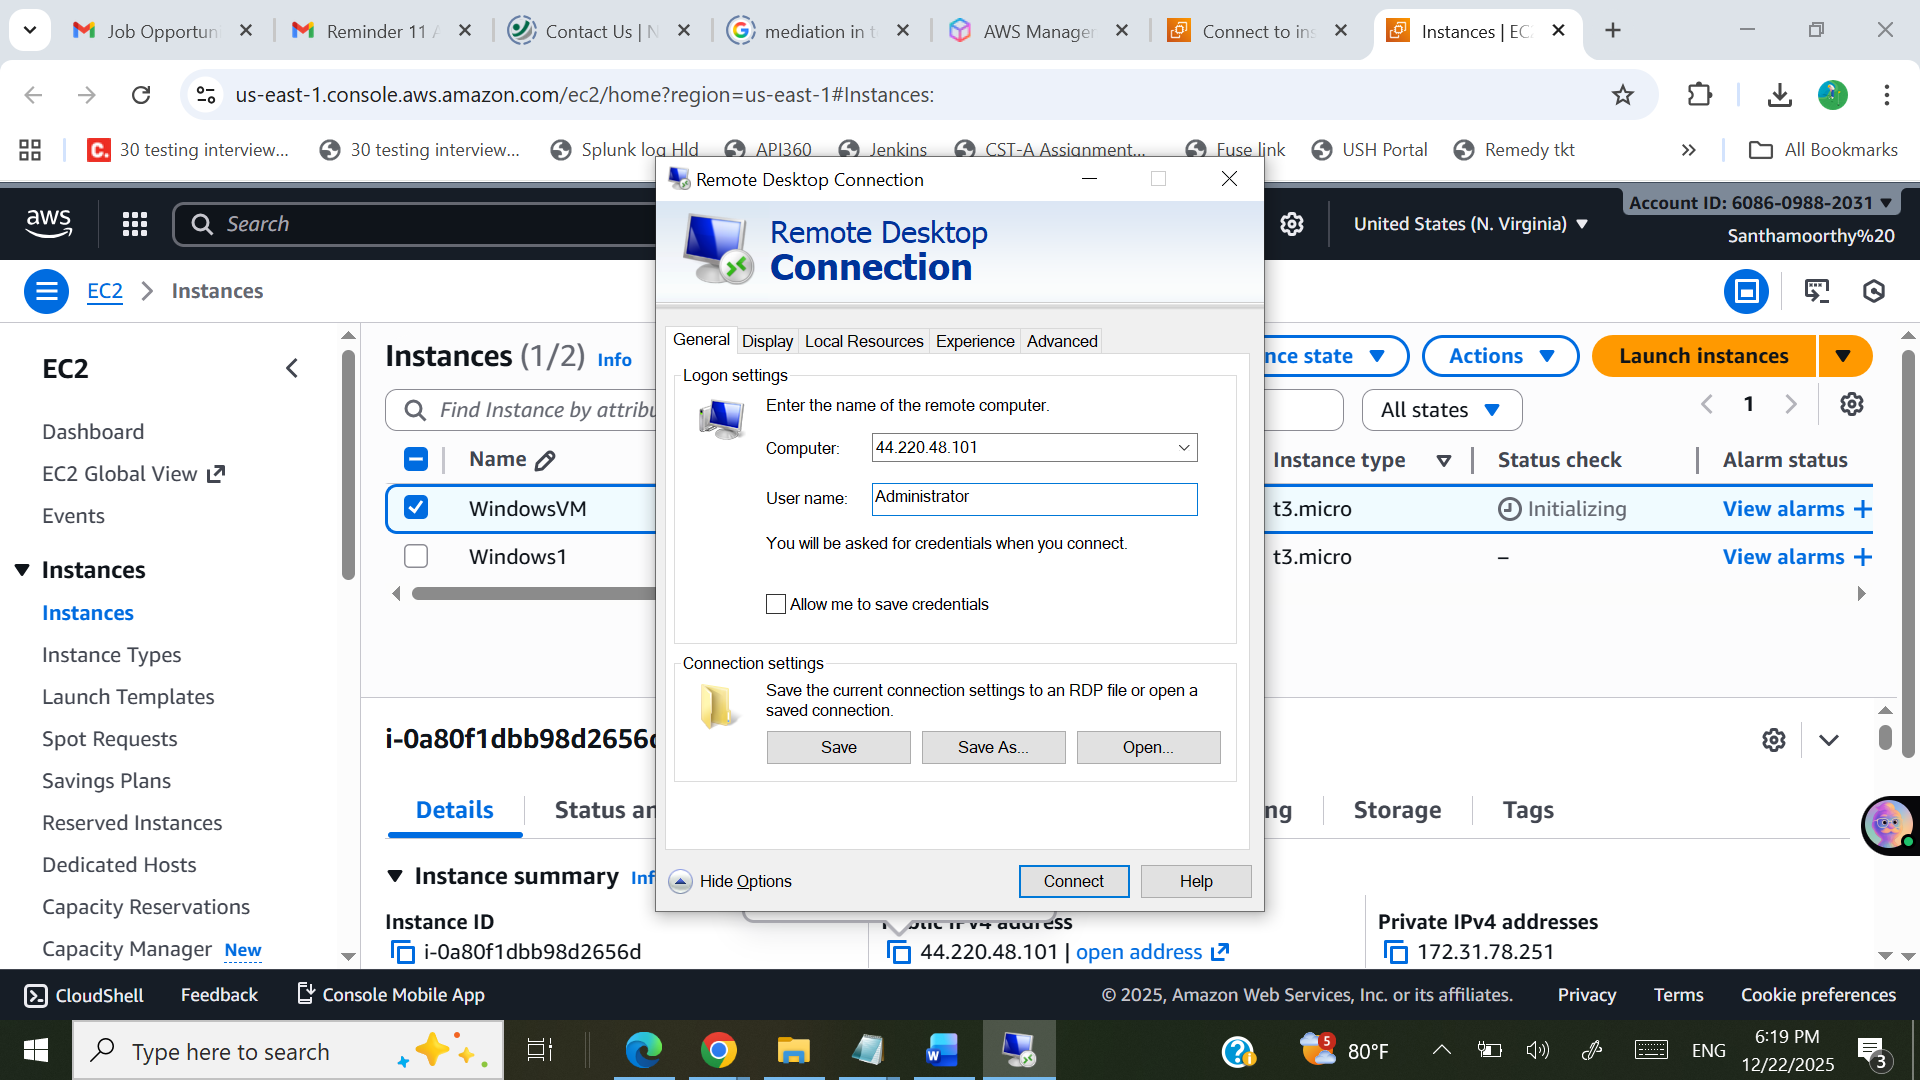 Job Opportun
Reminder 11 A
Contact Us | N
mediation in t
AWS Manager
Connect to ins
Instances | EC
us-east-1.console.aws.amazon.com/ec2/home?region=us-east-1#Instances:
C.
30 testing interview...
30 testing interview...
Splunk log Hld
API360
Jenkins
CST-A Assignment...
Fuse link
USH Portal
Remedy tkt
»
All Bookmarks
aws
Search
United States (N. Virginia)
Account ID: 6086-0988-2031
Santhamoorthy%20
EC2
Instances
EC2
Dashboard
EC2 Global View
Events
Instances
Instances
Instance Types
Launch Templates
Spot Requests
Savings Plans
Reserved Instances
Dedicated Hosts
Capacity Reservations
Capacity Manager New
Instances (1/2) Info
nce state
Actions
Launch instances
Find Instance by attribu
All states
1
Name
Instance type
Status check
Alarm status
WindowsVM
t3.micro
Initializing
View alarms +
Windows1
t3.micro
–
View alarms +
i-0a80f1dbb98d2656d
Details
Status an
ng
Storage
Tags
Instance summary Inf
Instance ID
i-0a80f1dbb98d2656d
Public IPv4 address
44.220.48.101 | open address
Private IPv4 addresses
172.31.78.251
Remote Desktop Connection
Remote Desktop
Connection
General
Display
Local Resources
Experience
Advanced
Logon settings
Enter the name of the remote computer.
Computer:
44.220.48.101
User name:
Administrator
You will be asked for credentials when you connect.
Allow me to save credentials
Connection settings
Save the current connection settings to an RDP file or open a
saved connection.
Save
Save As...
Open...
Hide Options
Connect
Help
CloudShell
Feedback
Console Mobile App
© 2025, Amazon Web Services, Inc. or its affiliates.
Privacy
Terms
Cookie preferences
Type here to search
W
5
80°F
ENG
6:19 PM
12/22/2025
3